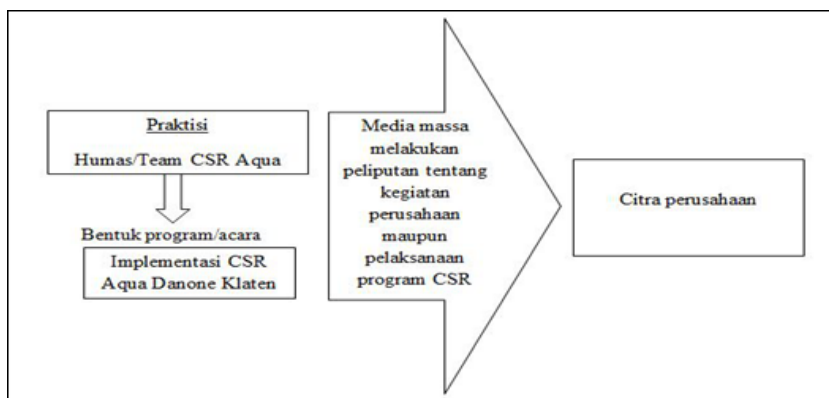 Praktisi
Humas/Team CSR Aqua
Bentuk program/acara
Implementasi CSR
Aqua Danone Klaten
Media massa
melakukan
peliputan tentang
kegiatan
perusahaan
maupun
pelaksanaan
program CSR
Citra perusahaan